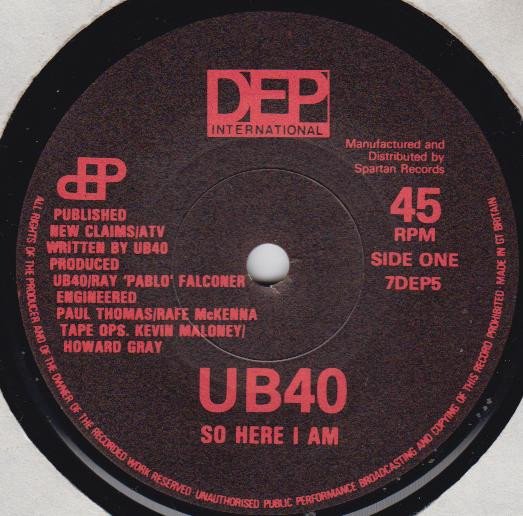 DEP
INTERNATIONAL
Manufactured and
Distributed by
Spartan Records
dEP
PUBLISHED
NEW CLAIMS/ATV
WRITTEN BY UB40
PRODUCED
UB40/RAY 'PABLO' FALCONER
ENGINEERED
PAUL THOMAS/RAFE McKENNA
TAPE OPS. KEVIN MALONEY/
HOWARD GRAY
45
RPM
SIDE ONE
7DEP5
UB40
SO HERE I AM
ALL RIGHTS OF THE PRODUCER AND OF THE OWNER OF THE RECORDED WORK RESERVED · UNAUTHORISED PUBLIC PERFORMANCE BROADCASTING AND COPYING OF THIS RECORD PROHIBITED MADE IN GT BRITAIN